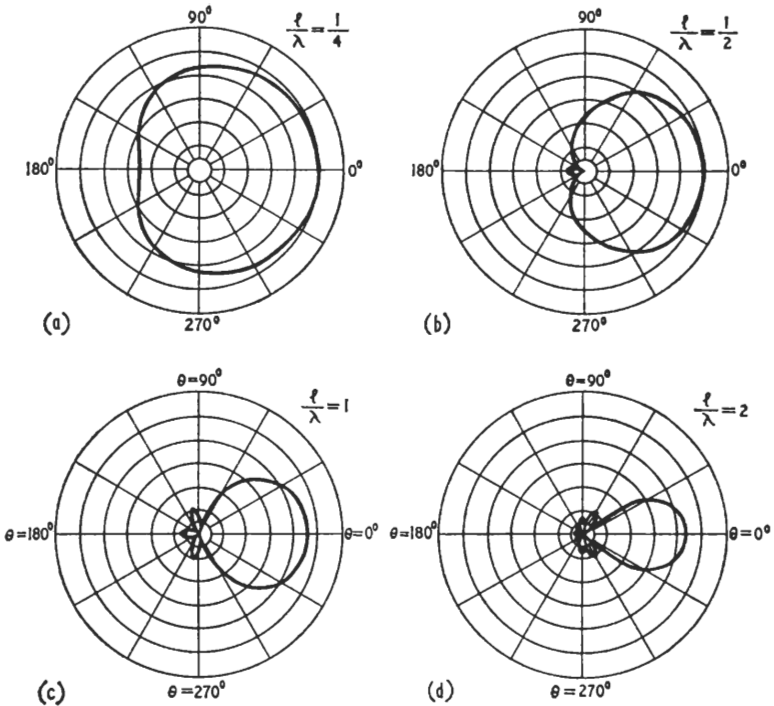 90°
ℓ/λ = 1/4
180°
0°
270°
(a)
90°
ℓ/λ = 1/2
180°
0°
270°
(b)
θ=90°
ℓ/λ = 1
θ=180°
θ=0°
θ=270°
(c)
θ=90°
ℓ/λ = 2
θ=180°
θ=0°
θ=270°
(d)